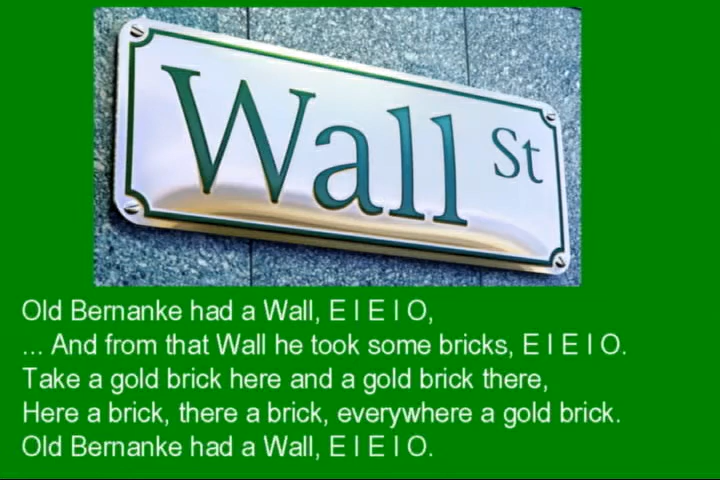 Wall St
Old Bernanke had a Wall, E I E I O,
... And from that Wall he took some bricks, E I E I O.
Take a gold brick here and a gold brick there,
Here a brick, there a brick, everywhere a gold brick.
Old Bernanke had a Wall, E I E I O.